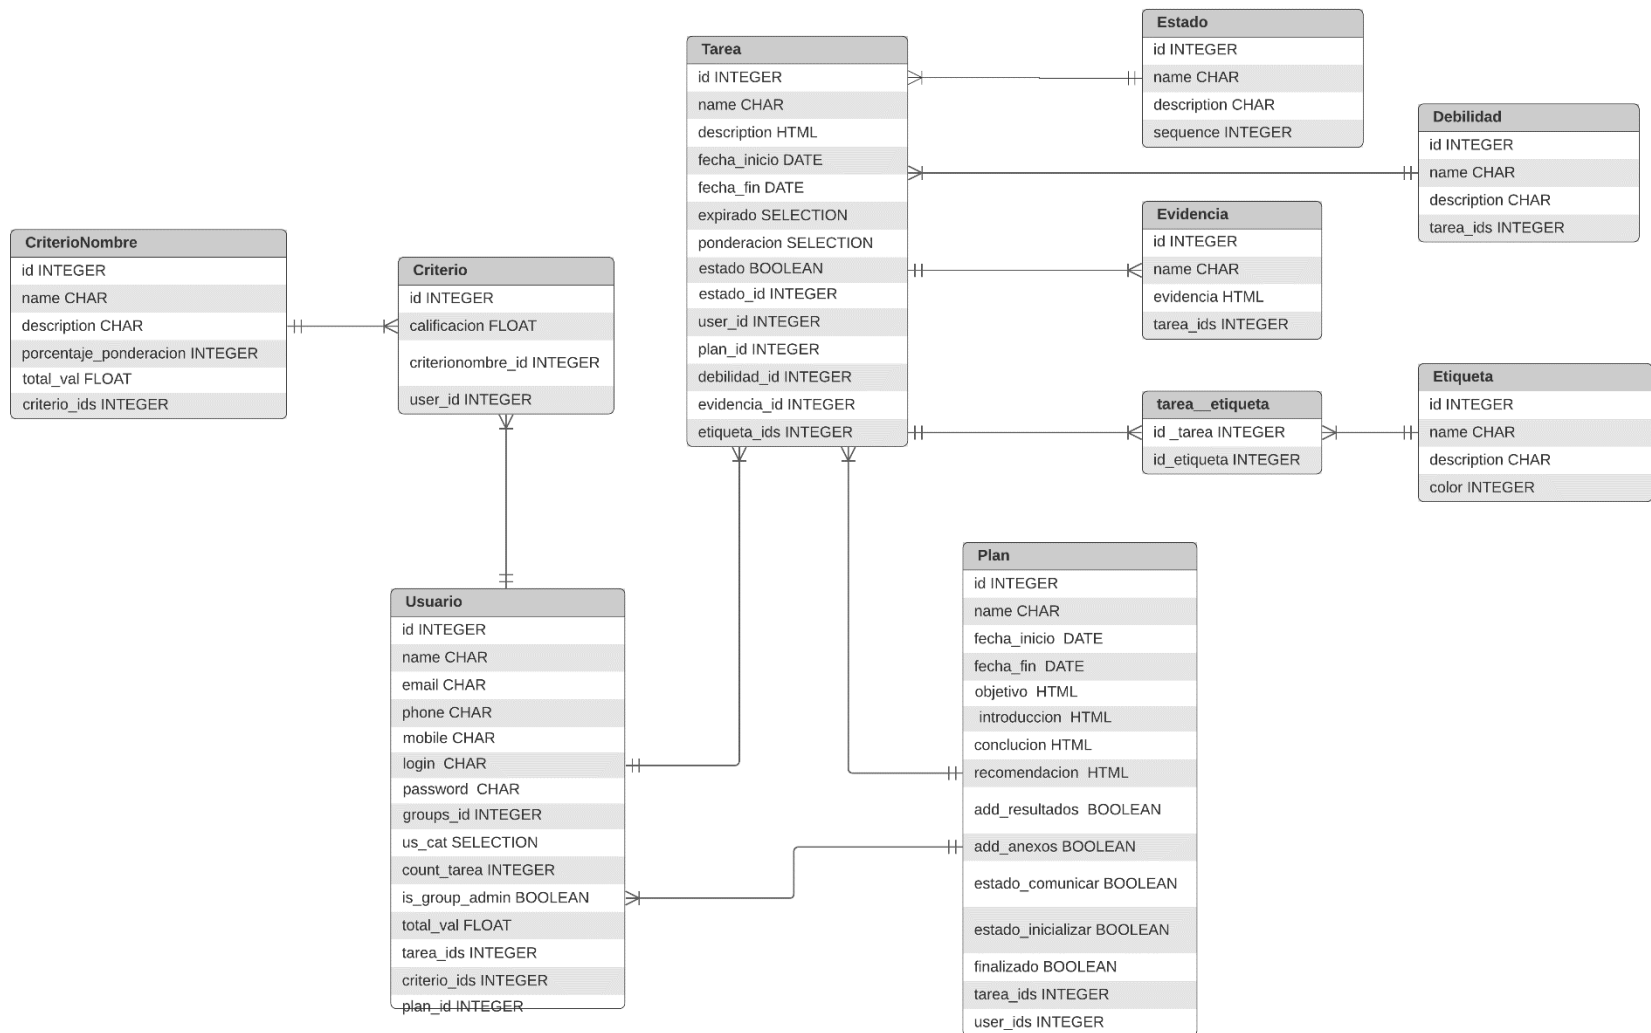 Estado
id INTEGER
name CHAR
description CHAR
sequence INTEGER
Tarea
id INTEGER
name CHAR
description HTML
fecha_inicio DATE
fecha_fin DATE
expirado SELECTION
ponderacion SELECTION
estado BOOLEAN
estado_id INTEGER
user_id INTEGER
plan_id INTEGER
debilidad_id INTEGER
evidencia_id INTEGER
etiqueta_ids INTEGER
Debilidad
id INTEGER
name CHAR
description CHAR
tarea_ids INTEGER
Evidencia
id INTEGER
name CHAR
evidencia HTML
tarea_ids INTEGER
CriterioNombre
id INTEGER
name CHAR
description CHAR
porcentaje_ponderacion INTEGER
total_val FLOAT
criterio_ids INTEGER
Criterio
id INTEGER
calificacion FLOAT
criterionombre_id INTEGER
user_id INTEGER
tarea__etiqueta
id _tarea INTEGER
id_etiqueta INTEGER
Etiqueta
id INTEGER
name CHAR
description CHAR
color INTEGER
Usuario
id INTEGER
name CHAR
email CHAR
phone CHAR
mobile CHAR
login  CHAR
password  CHAR
groups_id INTEGER
us_cat SELECTION
count_tarea INTEGER
is_group_admin BOOLEAN
total_val FLOAT
tarea_ids INTEGER
criterio_ids INTEGER
plan_id INTEGER
Plan
id INTEGER
name CHAR
fecha_inicio  DATE
fecha_fin  DATE
objetivo  HTML
introduccion  HTML
conclucion HTML
recomendacion  HTML
add_resultados  BOOLEAN
add_anexos BOOLEAN
estado_comunicar BOOLEAN
estado_inicializar BOOLEAN
finalizado BOOLEAN
tarea_ids INTEGER
user_ids INTEGER